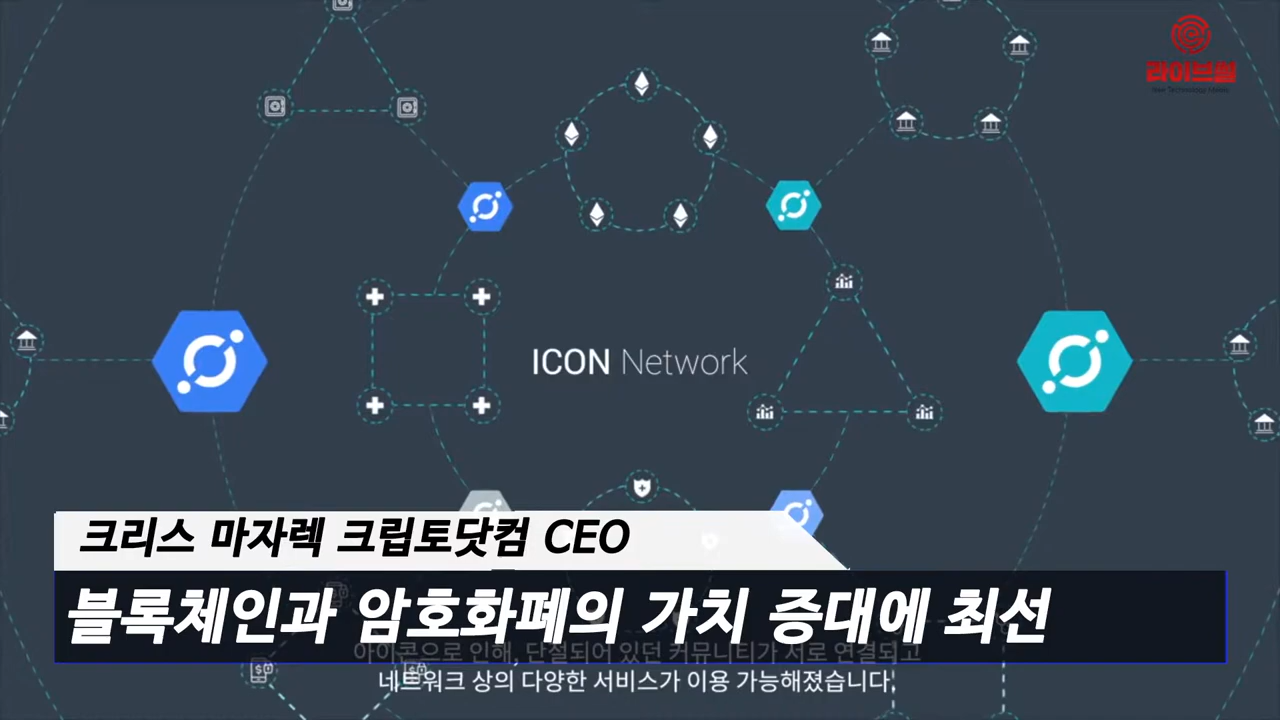 라이브월
ICON Network
크리스 마자렉 크립토닷컴 CEO
블록체인과 암호화폐의 가치 증대에 최선
아이콘으로 인해, 단절되어 있던 커뮤니티가 서로 연결되고
네트워크 상의 다양한 서비스가 이용 가능해졌습니다.